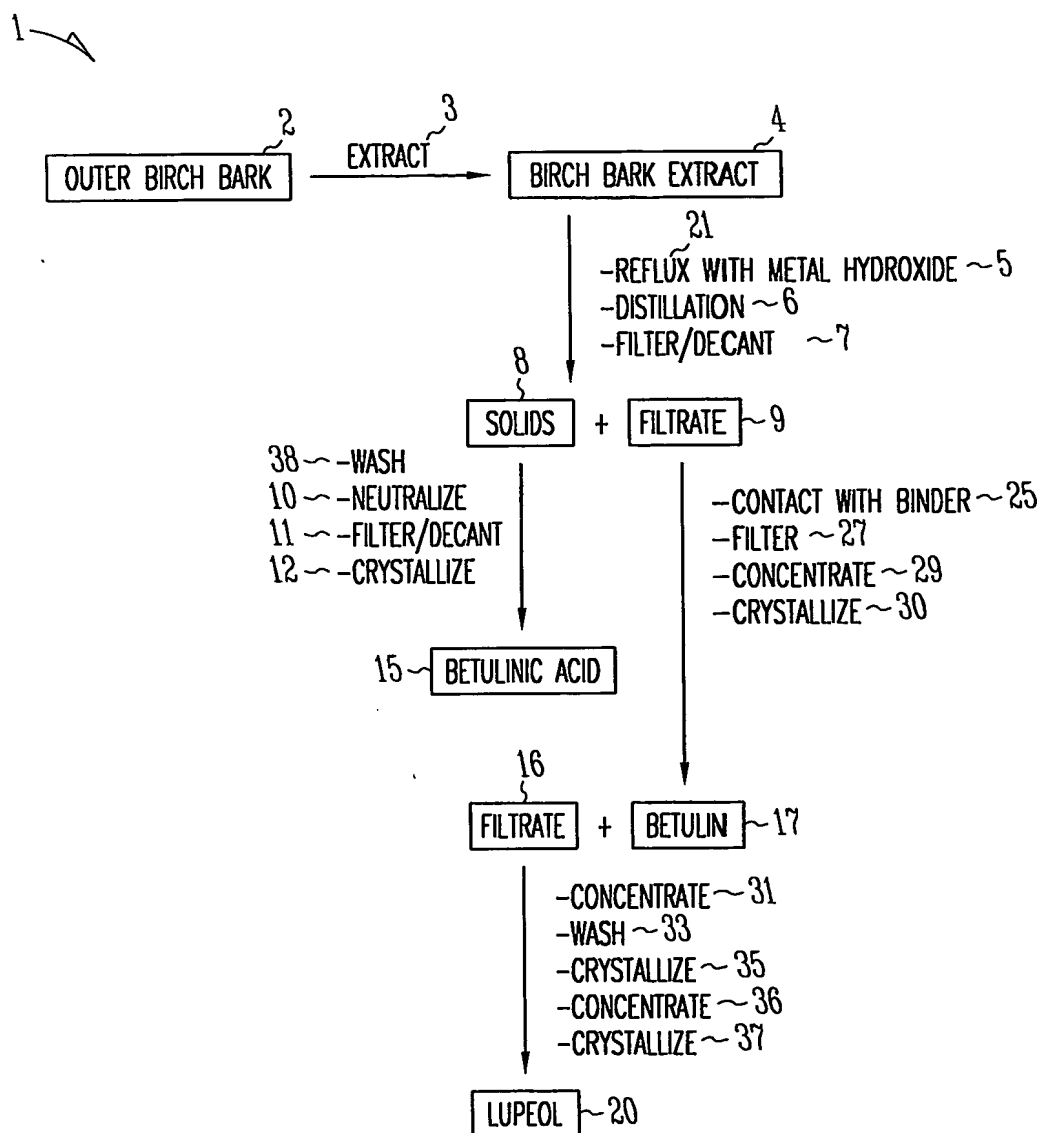 1
2
3
4
OUTER BIRCH BARK
EXTRACT
BIRCH BARK EXTRACT
21
-REFLUX WITH METAL HYDROXIDE ~5
-DISTILLATION ~6
-FILTER/DECANT ~7
8
SOLIDS + FILTRATE ~9
38 ~ -WASH
10 ~ -NEUTRALIZE
11 ~ -FILTER/DECANT
12 ~ -CRYSTALLIZE
-CONTACT WITH BINDER ~25
-FILTER ~27
-CONCENTRATE ~29
-CRYSTALLIZE ~30
15 ~ BETULINIC ACID
16
FILTRATE + BETULIN ~17
-CONCENTRATE ~31
-WASH ~33
-CRYSTALLIZE ~35
-CONCENTRATE ~36
-CRYSTALLIZE ~37
LUPEOL ~20